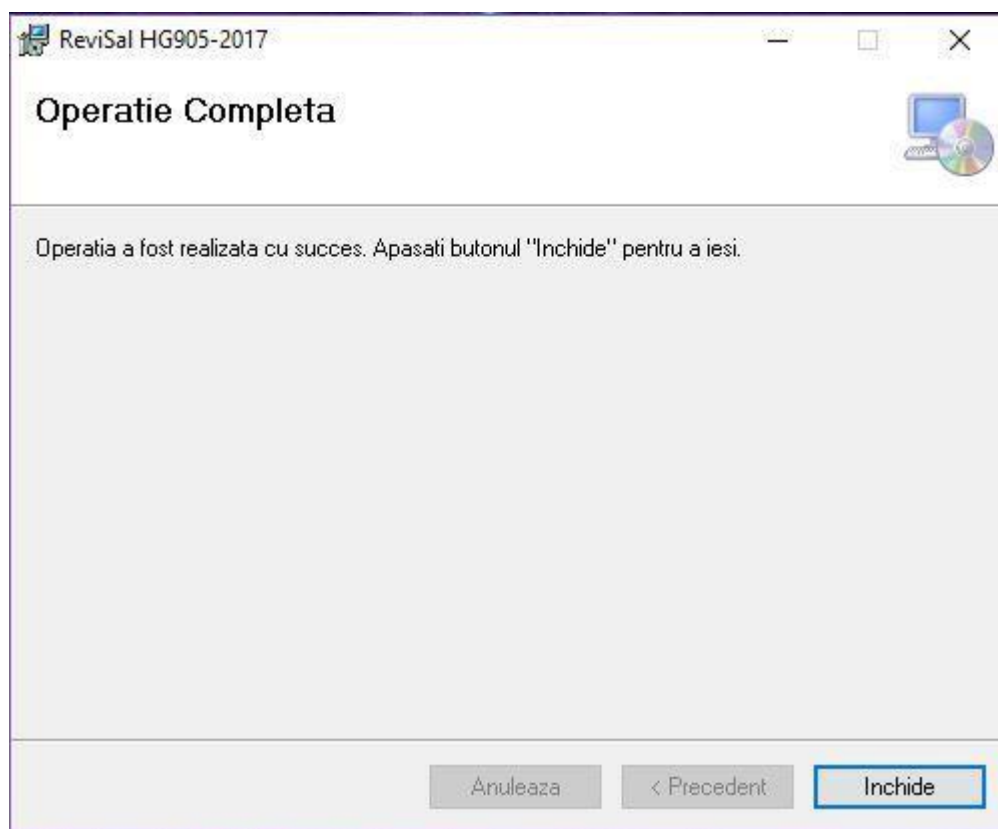 ReviSal HG905-2017
Operatie Completa
Operatia a fost realizata cu succes. Apasati butonul "Inchide" pentru a iesi.
Anuleaza
< Precedent
Inchide